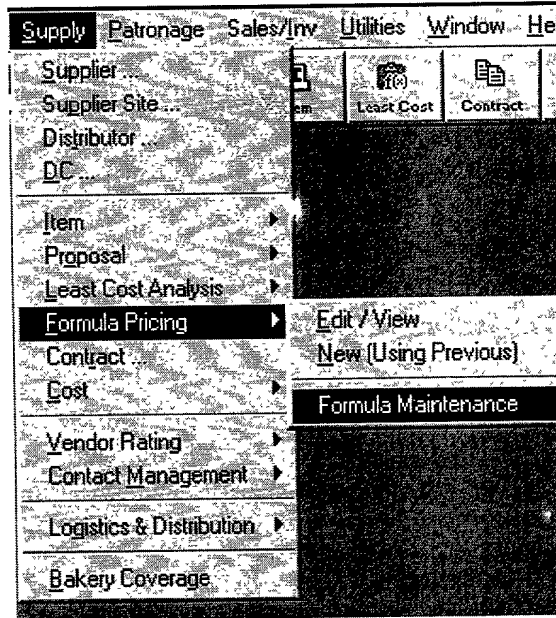 Supply Patronage Sales/Inv Utilities Window He
Supplier ...
Supplier Site ...
Distributor ...
DC ...
Least Cost
Contract
Item
Proposal
Least Cost Analysis
Formula Pricing
Edit / View
New (Using Previous)
Contract ...
Cost
Formula Maintenance
Vendor Rating
Contact Management
Logistics & Distribution
Bakery Coverage